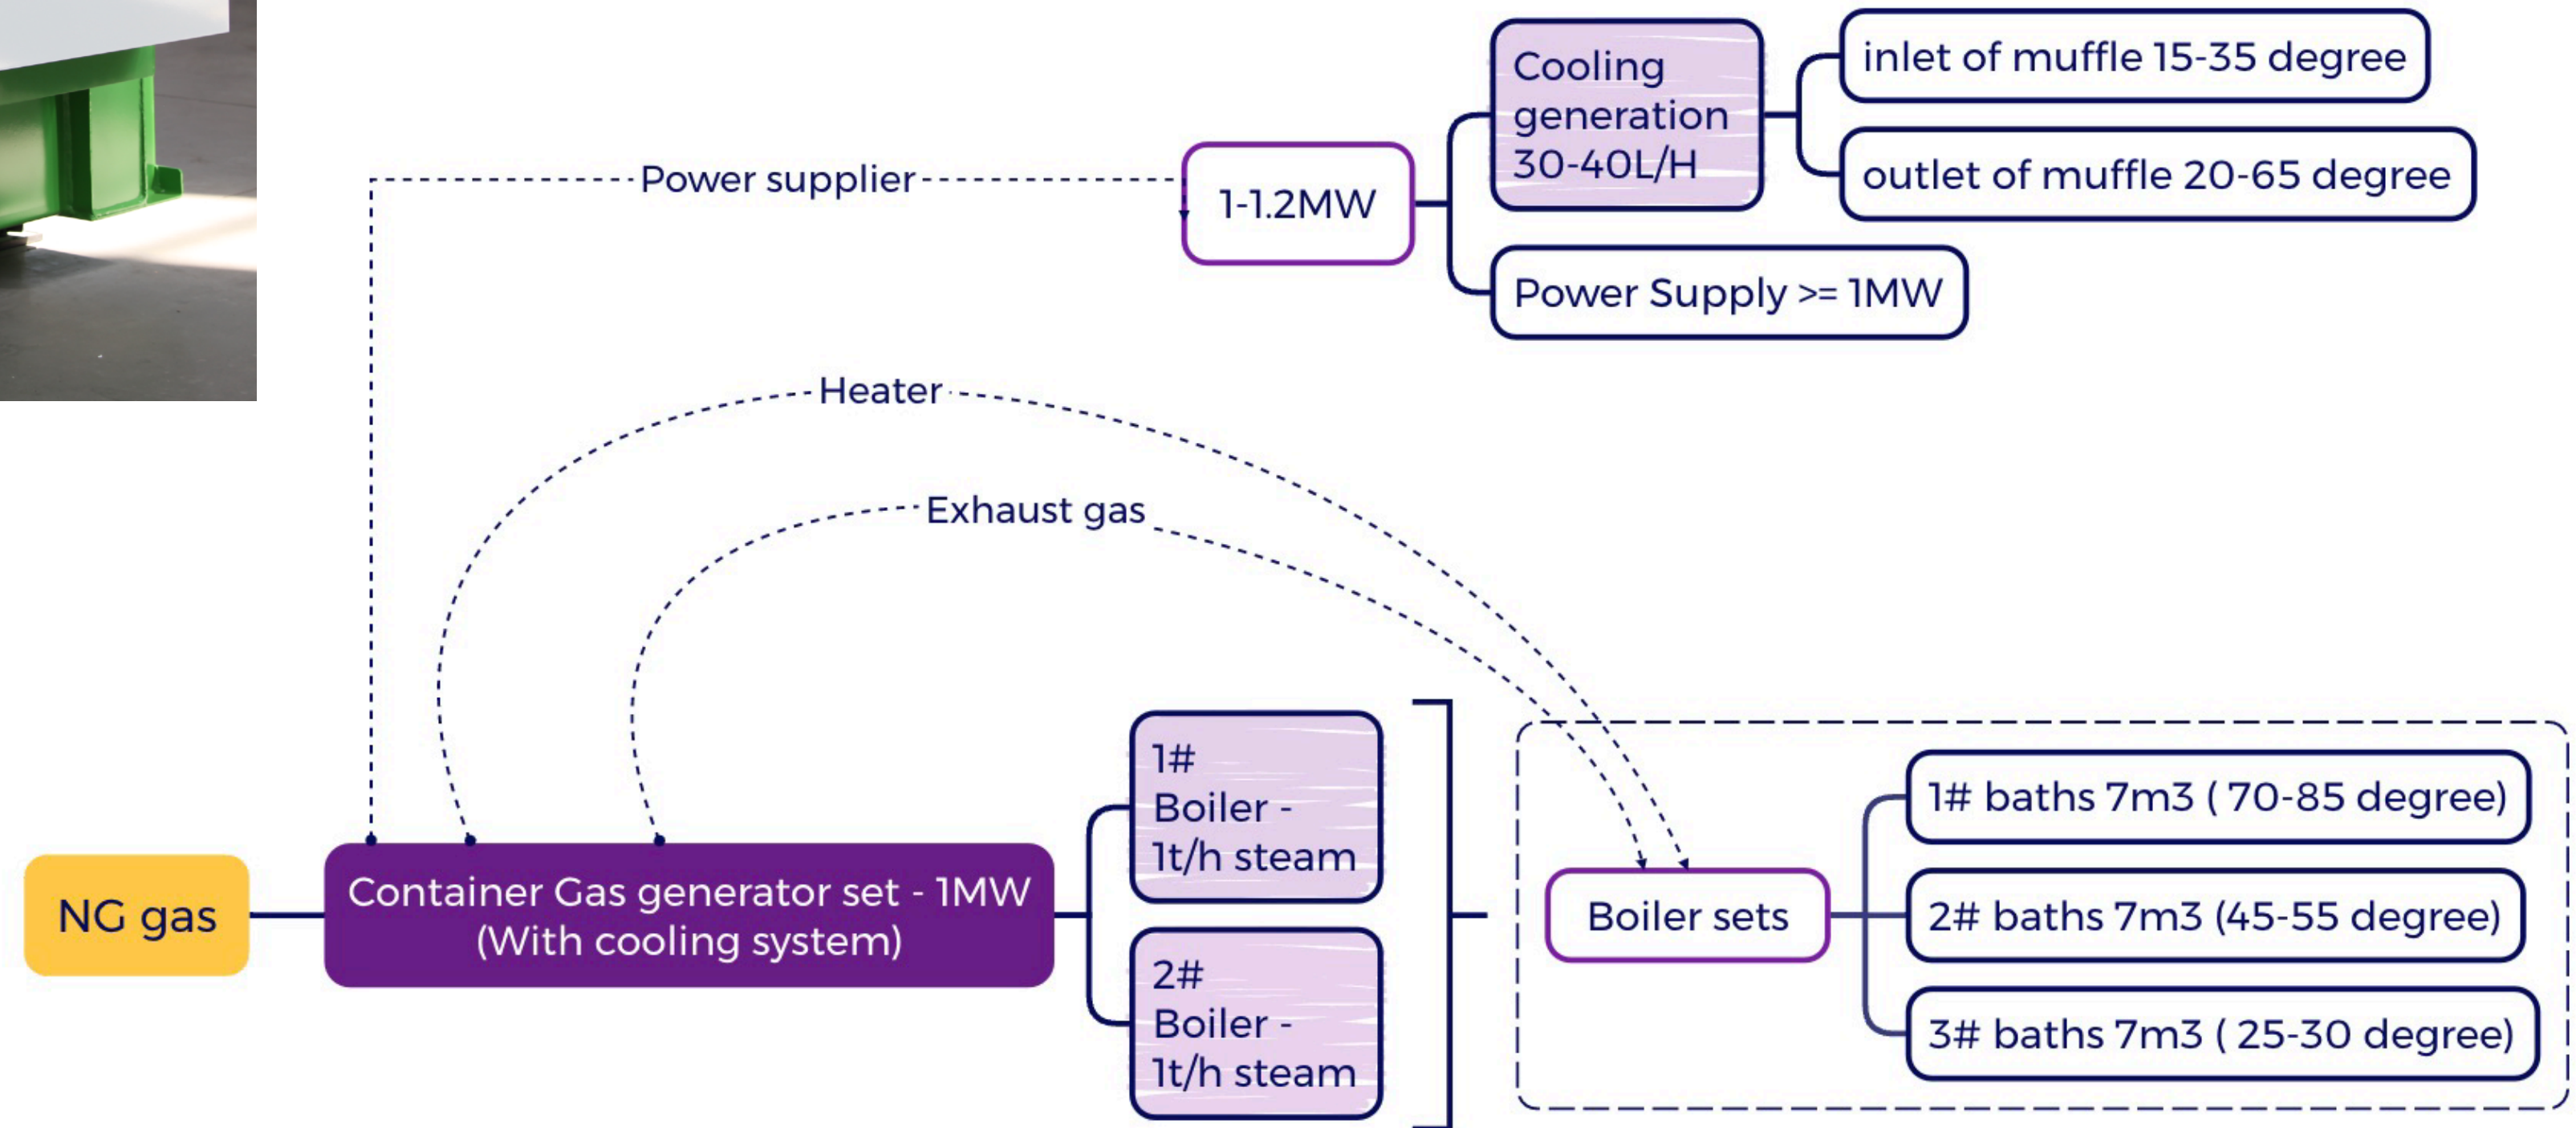 Cooling
generation
30-40L/H
inlet of muffle 15-35 degree
outlet of muffle 20-65 degree
Power supplier
1-1.2MW
Power Supply >= 1MW
Heater
Exhaust gas
NG gas
Container Gas generator set - 1MW
(With cooling system)
1#
Boiler -
1t/h steam
2#
Boiler -
1t/h steam
Boiler sets
1# baths 7m3 ( 70-85 degree)
2# baths 7m3 (45-55 degree)
3# baths 7m3 ( 25-30 degree)